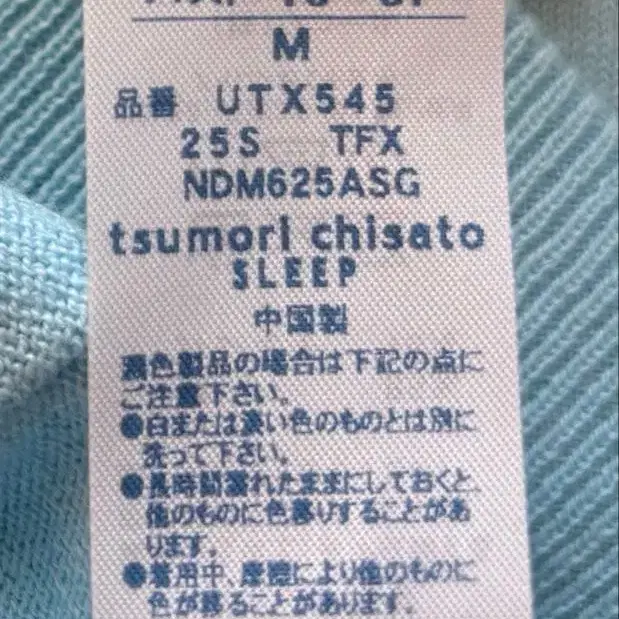 M
品番 UTX545
25S TFX
NDM625ASG
tsumori chisato
SLEEP
中国製
濃色製品の場合は下記の点に
ご注意下さい。
●白または濃い色のものとは別に
洗って下さい。
●長時間濡れたままにしておくと、
他のものに色移りすることがあ
ります。
●着用中、摩擦により他のものに
色が移ることがあります。